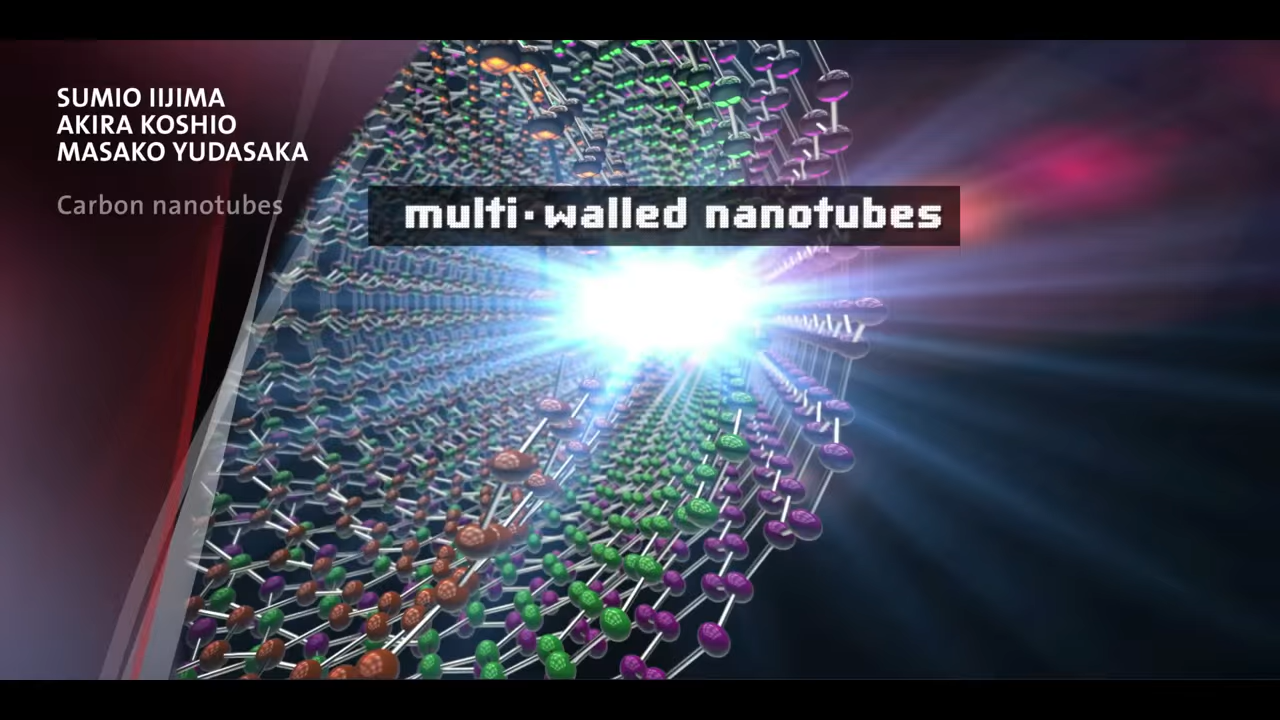 SUMIO IIJIMA
AKIRA KOSHIO
MASAKO YUDASAKA
Carbon nanotubes
multi-walled nanotubes